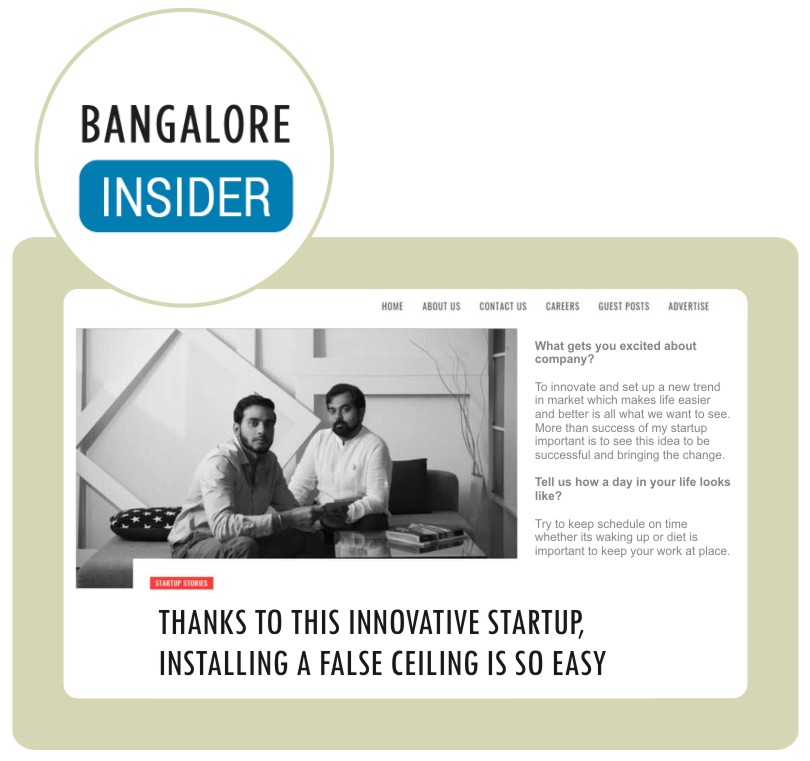 BANGALORE
INSIDER
HOME ABOUT US CONTACT US CAREERS GUEST POSTS ADVERTISE
What gets you excited about
company?
To innovate and set up a new trend
in market which makes life easier
and better is all what we want to see.
More than success of my startup
important is to see this idea to be
successful and bringing the change.
Tell us how a day in your life looks
like?
Try to keep schedule on time
whether its waking up or diet is
important to keep your work at place.
STARTUP STORIES
THANKS TO THIS INNOVATIVE STARTUP,
INSTALLING A FALSE CEILING IS SO EASY